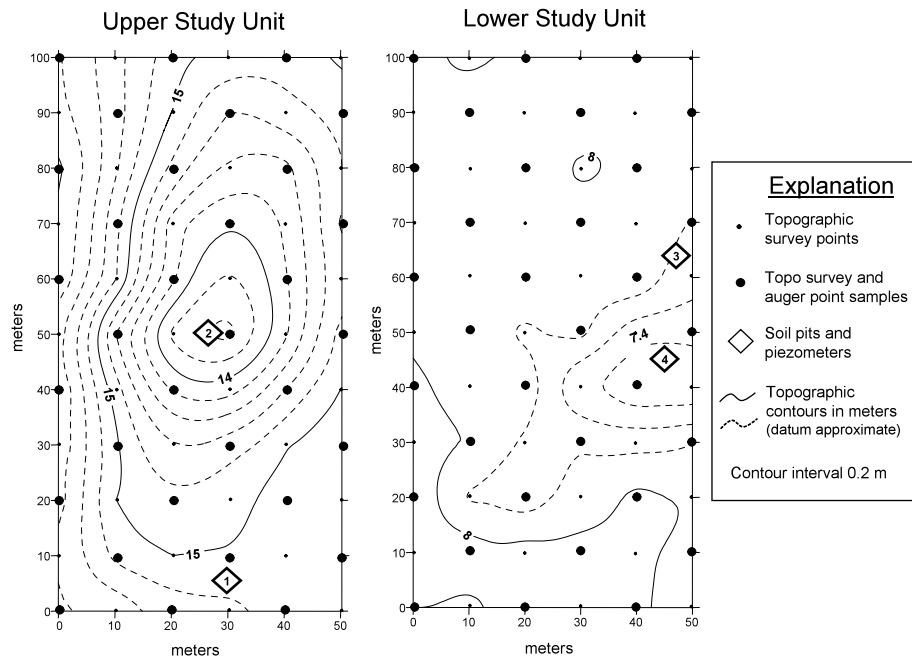 Upper Study Unit
Lower Study Unit
100
90
80
70
60
50
40
30
20
10
0
meters
0 10 20 30 40 50
meters
15
14
15
15
2
1
100
90
80
70
60
50
40
30
20
10
0
meters
0 10 20 30 40 50
meters
8
3
7.4
4
8
Explanation
Topographic
survey points
Topo survey and
auger point samples
Soil pits and
piezometers
Topographic
contours in meters
(datum approximate)
Contour interval 0.2 m